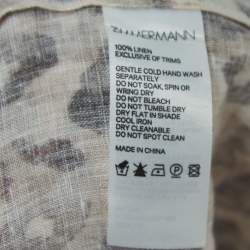 ZIMMERMANN
100% LINEN
EXCLUSIVE OF TRIMS
GENTLE COLD HAND WASH
SEPARATELY
DO NOT SOAK, SPIN OR
WRING DRY
DO NOT BLEACH
DO NOT TUMBLE DRY
DRY FLAT IN SHADE
COOL IRON
DRY CLEANABLE
DO NOT SPOT CLEAN
MADE IN CHINA